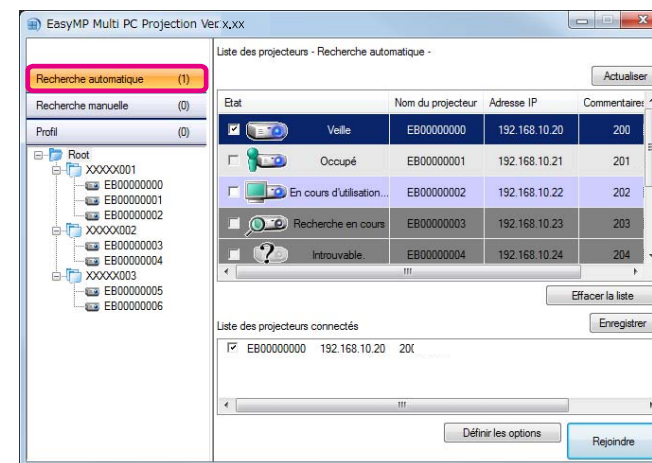 EasyMP Multi PC Projection Ver.x.xx
Liste des projecteurs - Recherche automatique -
Recherche automatique (1)
Actualiser
Recherche manuelle (0)
Profil (0)
Etat Nom du projecteur Adresse IP Commentaires
Veille EB00000000 192.168.10.20 200
Occupé EB00000001 192.168.10.21 201
En cours d'utilisation... EB00000002 192.168.10.22 202
Recherche en cours EB00000003 192.168.10.23 203
Introuvable. EB00000004 192.168.10.24 204
Root
XXXXX001
EB00000000
EB00000001
EB00000002
XXXXX002
EB00000003
EB00000004
XXXXX003
EB00000005
EB00000006
Effacer la liste
Liste des projecteurs connectés
Enregistrer
EB00000000 192.168.10.20 200
Définir les options
Rejoindre